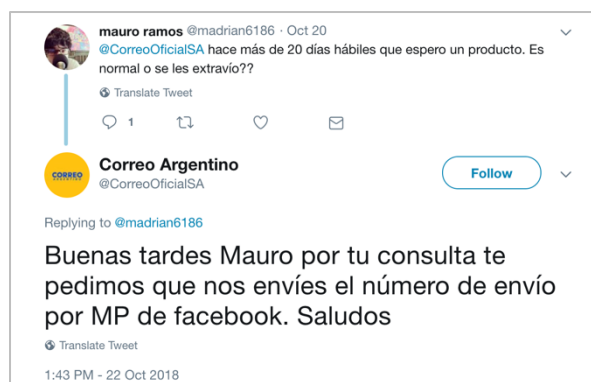 mauro ramos @madrian6186 · Oct 20
@CorreoOficialSA hace más de 20 días hábiles que espero un producto. Es
normal o se les extravío??
Translate Tweet
1
CORREO
ARGENTINO
Correo Argentino
@CorreoOficialSA
Follow
Replying to @madrian6186
Buenas tardes Mauro por tu consulta te
pedimos que nos envíes el número de envío
por MP de facebook. Saludos
Translate Tweet
1:43 PM - 22 Oct 2018